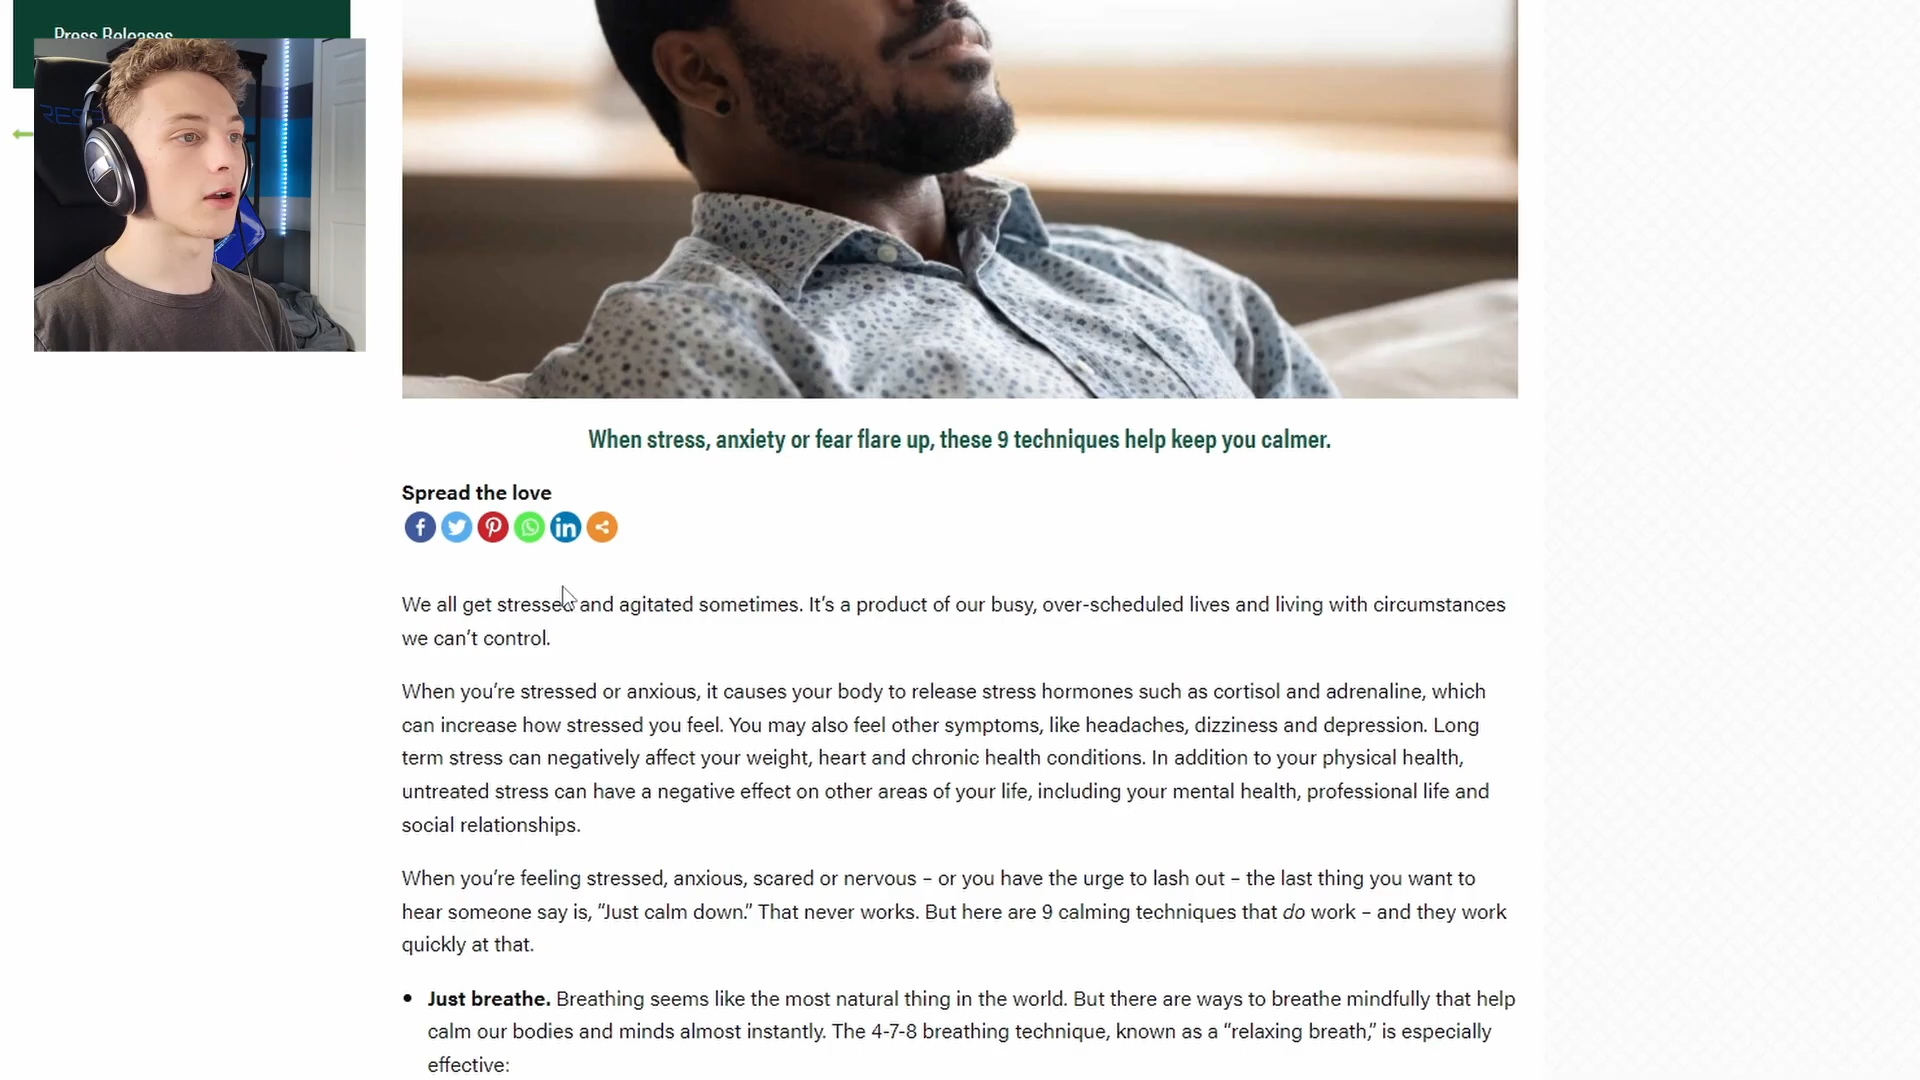 Press Releases
When stress, anxiety or fear flare up, these 9 techniques help keep you calmer.
Spread the love
We all get stressed and agitated sometimes. It’s a product of our busy, over-scheduled lives and living with circumstances
we can’t control.
When you’re stressed or anxious, it causes your body to release stress hormones such as cortisol and adrenaline, which
can increase how stressed you feel. You may also feel other symptoms, like headaches, dizziness and depression. Long
term stress can negatively affect your weight, heart and chronic health conditions. In addition to your physical health,
untreated stress can have a negative effect on other areas of your life, including your mental health, professional life and
social relationships.
When you’re feeling stressed, anxious, scared or nervous – or you have the urge to lash out – the last thing you want to
hear someone say is, “Just calm down.” That never works. But here are 9 calming techniques that do work – and they work
quickly at that.
• Just breathe. Breathing seems like the most natural thing in the world. But there are ways to breathe mindfully that help
calm our bodies and minds almost instantly. The 4-7-8 breathing technique, known as a “relaxing breath,” is especially
effective: